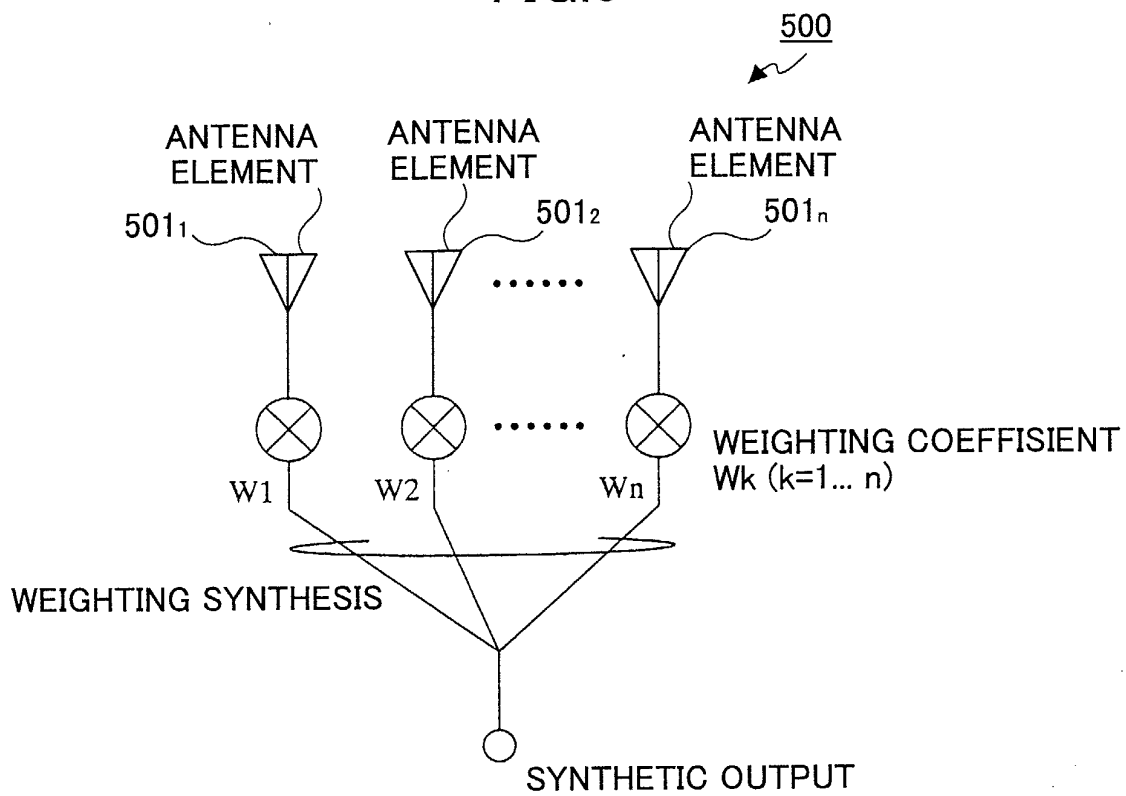 500
ANTENNA
ELEMENT
ANTENNA
ELEMENT
ANTENNA
ELEMENT
501₁
501₂
501ₙ
W1
W2
Wn
WEIGHTING COEFFISIENT
Wk (k=1... n)
WEIGHTING SYNTHESIS
SYNTHETIC OUTPUT